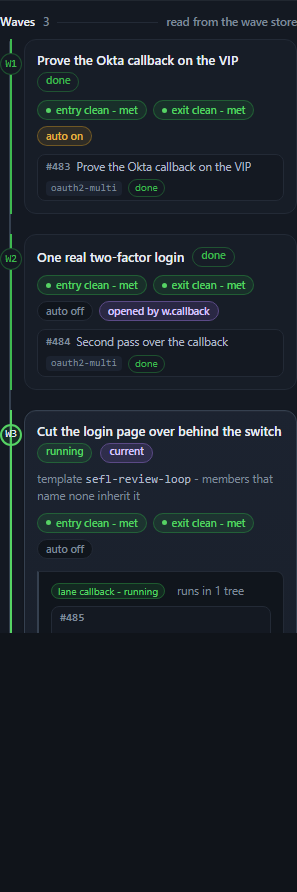 Waves 3 read from the wave store
W1
Prove the Okta callback on the VIP
done
entry clean - met exit clean - met
auto on
#483 Prove the Okta callback on the VIP
oauth2-multi done
W2
One real two-factor login done
entry clean - met exit clean - met
auto off opened by w.callback
#484 Second pass over the callback
oauth2-multi done
W3
Cut the login page over behind the switch
running current
template sefl-review-loop - members that
name none inherit it
entry clean - met exit clean - met
auto off
lane callback - running runs in 1 tree
#485